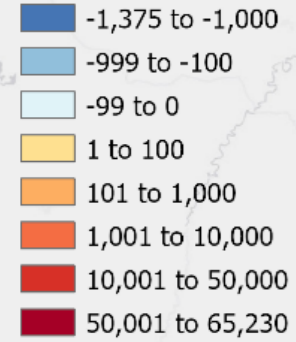 -1,375 to -1,000
-999 to -100
-99 to 0
1 to 100
101 to 1,000
1,001 to 10,000
10,001 to 50,000
50,001 to 65,230